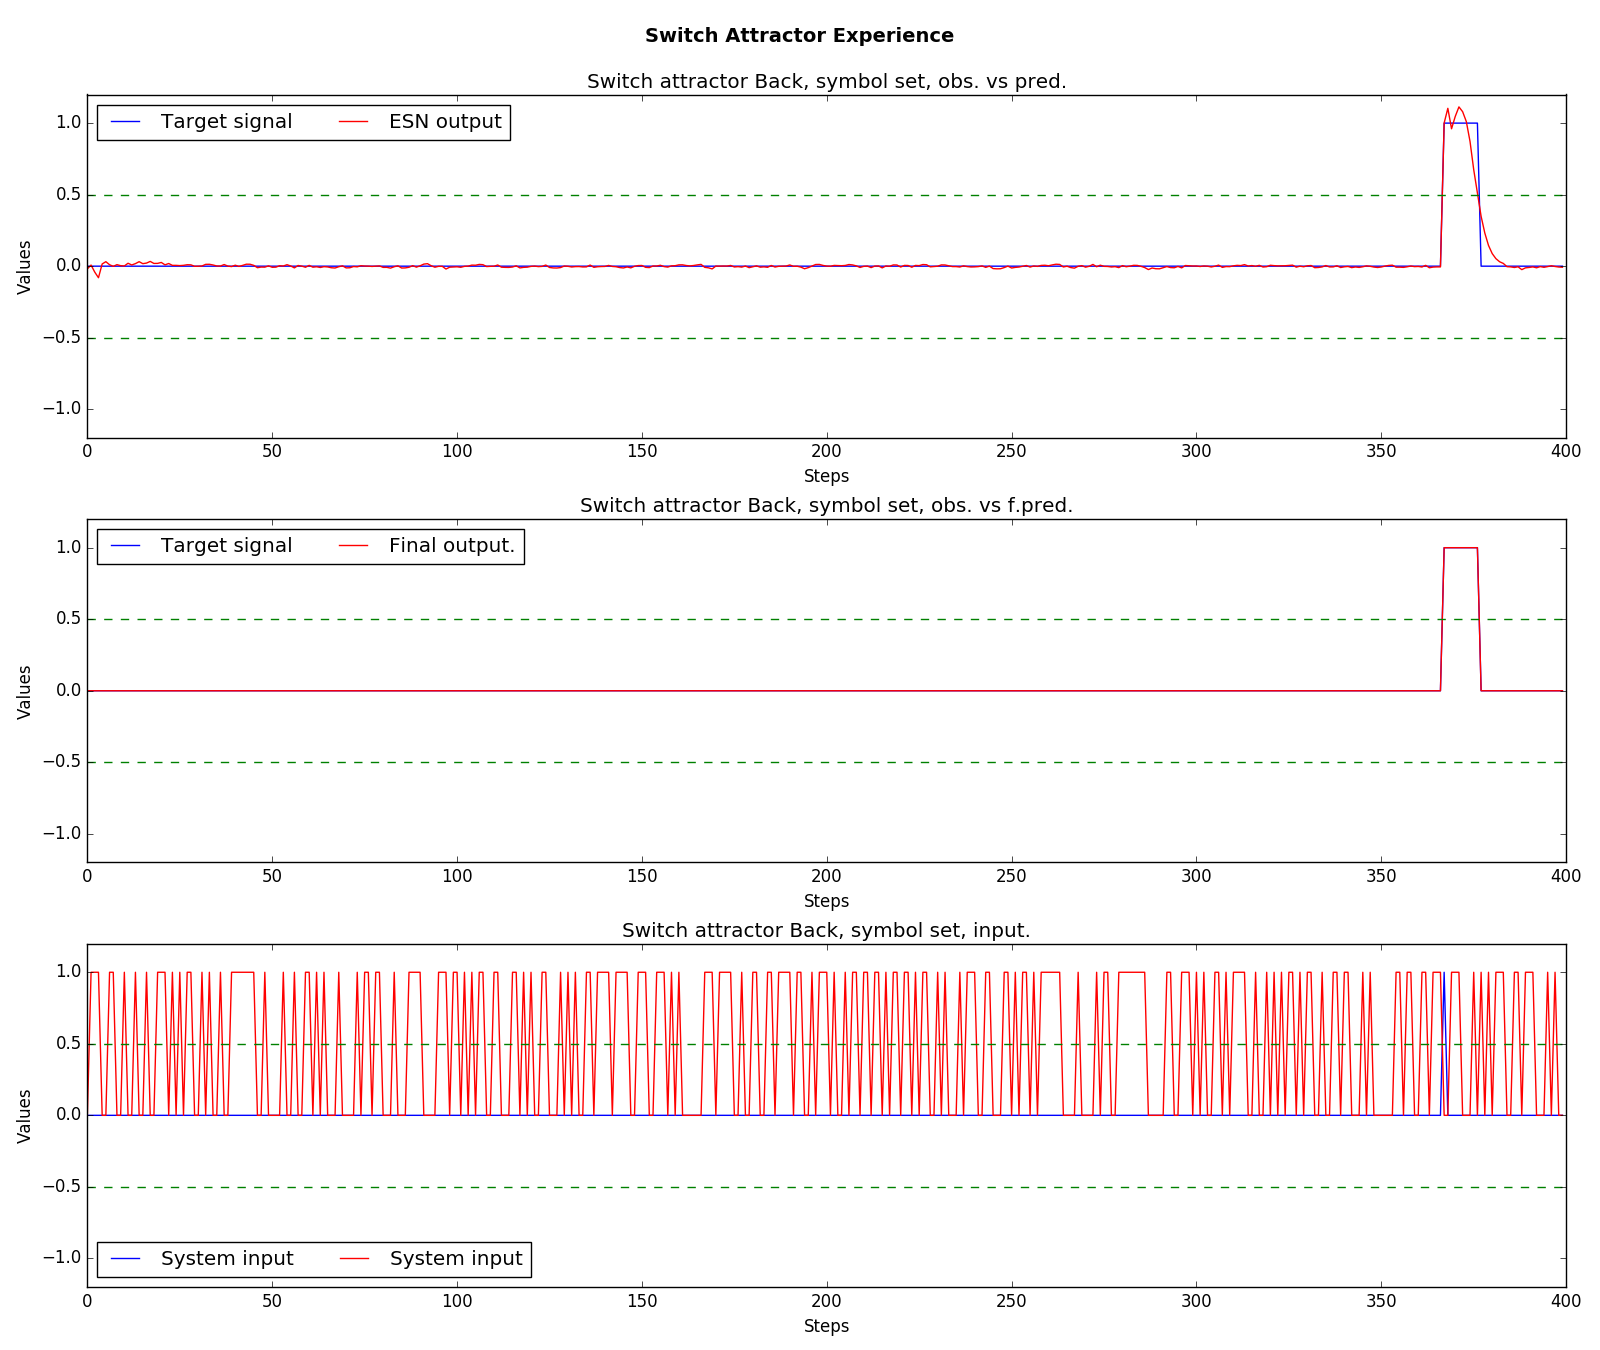 Switch Attractor Experience
Switch attractor Back, symbol set, obs. vs pred.
Target signal ESN output
1.0
0.5
0.0
−0.5
−1.0
Values
0 50 100 150 200 250 300 350 400
Steps
Switch attractor Back, symbol set, obs. vs f.pred.
Target signal Final output.
1.0
0.5
0.0
−0.5
−1.0
Values
0 50 100 150 200 250 300 350 400
Steps
Switch attractor Back, symbol set, input.
1.0
0.5
0.0
−0.5
−1.0
Values
System input System input
0 50 100 150 200 250 300 350 400
Steps